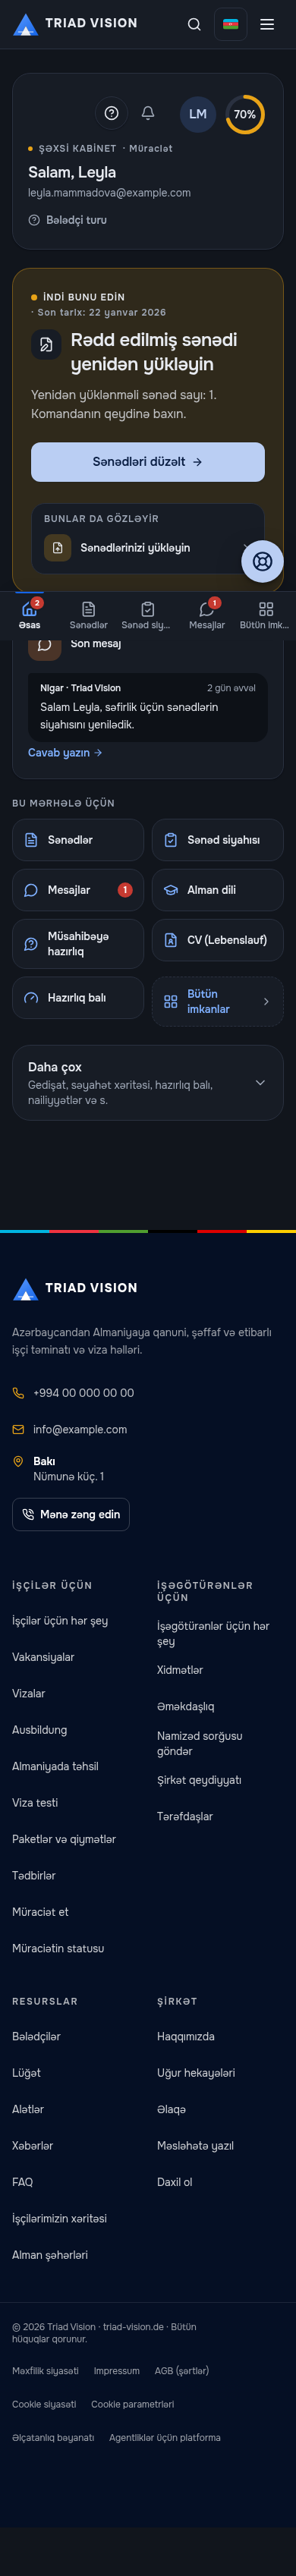 TRIAD VISION
LM
70%
ŞƏXSİ KABİNET · Müraciət
Salam, Leyla
leyla.mammadova@example.com
Bələdçi turu
İNDİ BUNU EDİN
· Son tarix: 22 yanvar 2026
Rədd edilmiş sənədi
yenidən yükləyin
Yenidən yüklənməli sənəd sayı: 1.
Komandanın qeydinə baxın.
Sənədləri düzəlt →
BUNLAR DA GÖZLƏYİR
Sənədlərinizi yükləyin
2
1
Əsas
Sənədlər
Sənəd siy...
Mesajlar
Bütün imk...
Son mesaj
Nigar · Triad Vision
2 gün əvvəl
Salam Leyla, səfirlik üçün sənədlərin
siyahısını yenilədik.
Cavab yazın →
BU MƏRHƏLƏ ÜÇÜN
Sənədlər
Sənəd siyahısı
Mesajlar
1
Alman dili
Müsahibəyə
hazırlıq
CV (Lebenslauf)
Hazırlıq balı
Bütün
imkanlar
Daha çox
Gedişat, səyahət xəritəsi, hazırlıq balı,
nailiyyətlər və s.
TRIAD VISION
Azərbaycandan Almaniyaya qanuni, şəffaf və etibarlı
işçi təminatı və viza həlləri.
+994 00 000 00 00
info@example.com
Bakı
Nümunə küç. 1
Mənə zəng edin
İŞÇİLƏR ÜÇÜN
İşçilər üçün hər şey
Vakansiyalar
Vizalar
Ausbildung
Almaniyada təhsil
Viza testi
Paketlər və qiymətlər
Tədbirlər
Müraciət et
Müraciətin statusu
İŞƏGÖTÜRƏNLƏR
ÜÇÜN
İşəgötürənlər üçün hər
şey
Xidmətlər
Əməkdaşlıq
Namizəd sorğusu
göndər
Şirkət qeydiyyatı
Tərəfdaşlar
RESURSLAR
Bələdçilər
Lüğət
Alətlər
Xəbərlər
FAQ
İşçilərimizin xəritəsi
Alman şəhərləri
ŞİRKƏT
Haqqımızda
Uğur hekayələri
Əlaqə
Məsləhətə yazıl
Daxil ol
© 2026 Triad Vision · triad-vision.de · Bütün
hüquqlar qorunur.
Məxfilik siyasəti
Impressum
AGB (şərtlər)
Cookie siyasəti
Cookie parametrləri
Əlçatanlıq bəyanatı
Agentliklər üçün platforma